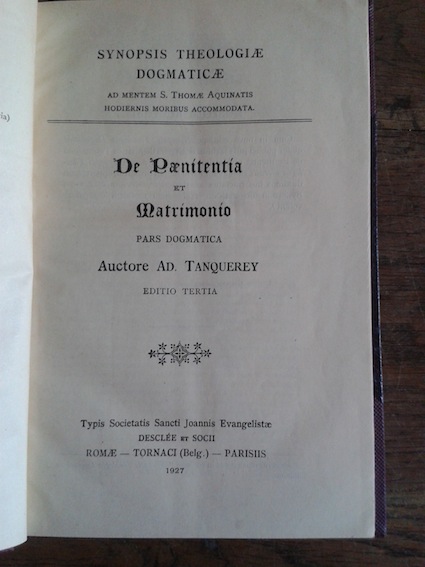 SYNOPSIS THEOLOGIÆ
DOGMATICÆ
AD MENTEM S. THOMÆ AQUINATIS
HODIERNIS MORIBUS ACCOMMODATA.
De Pænitentia
ET
Matrimonio
PARS DOGMATICA
Auctore AD. TANQUEREY
EDITIO TERTIA
Typis Societatis Sancti Joannis Evangelistæ
DESCLÉE ET SOCII
ROMÆ — TORNACI (Belg.) — PARISIIS
1927